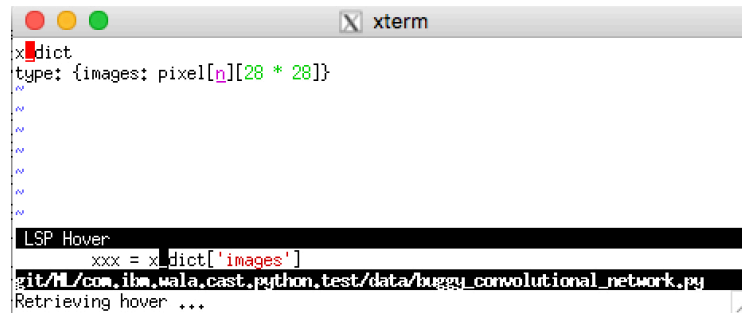 xterm
x_dict
type: {images: pixel[n][28 * 28]}
~
~
~
~
~
~
~
LSP Hover
xxx = x_dict['images']
git/ML/com.ibm.wala.cast.python.test/data/buggy_convolutional_network.py
Retrieving hover ...